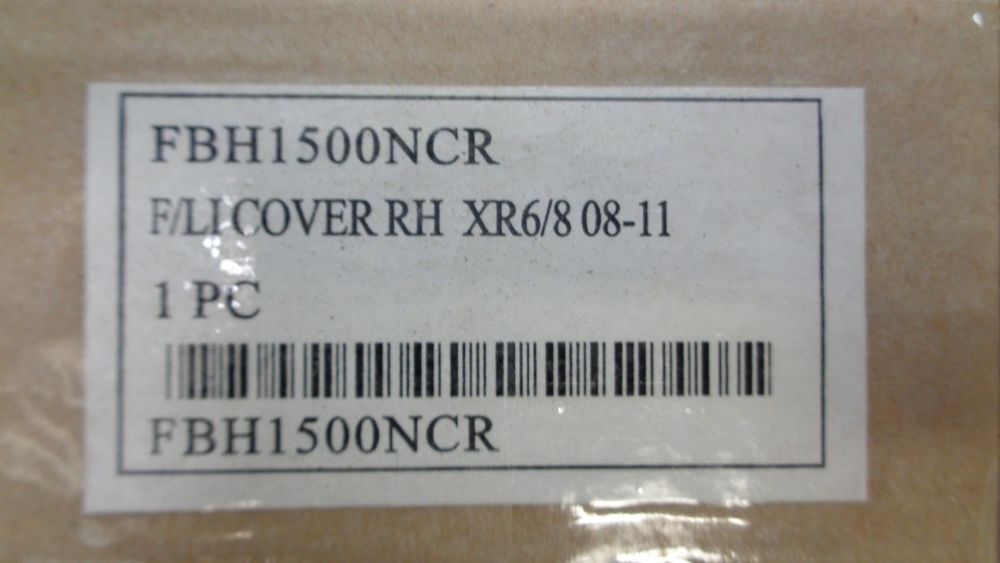 FBH1500NCR
F/LI COVER RH XR6/8 08-11
1 PC
FBH1500NCR